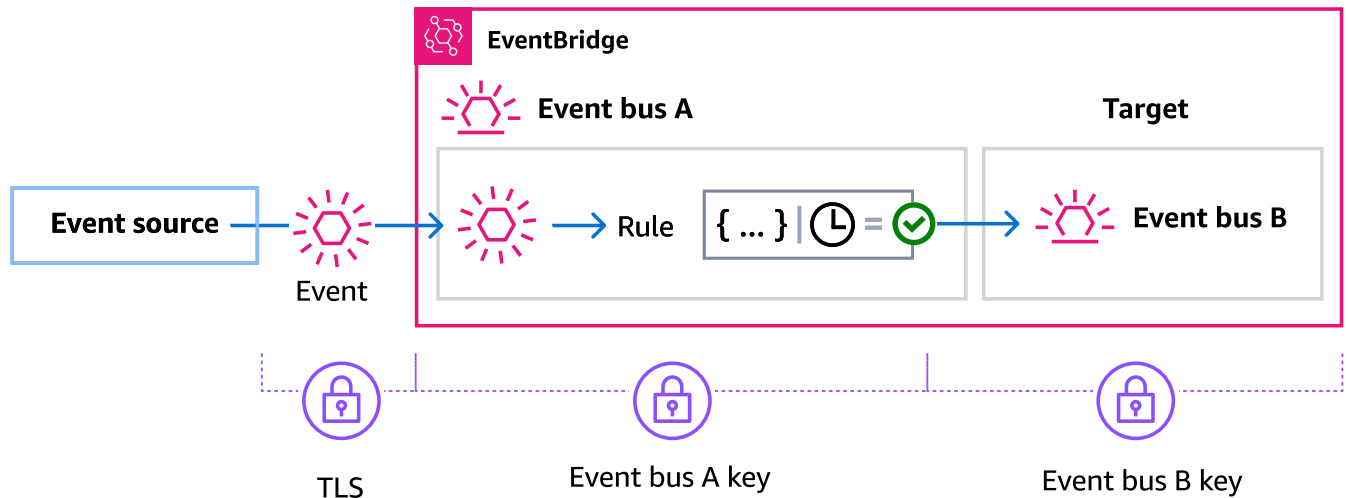 EventBridge
Event bus A
Target
Event source
Event
Rule
{ ... } | =
Event bus B
TLS
Event bus A key
Event bus B key